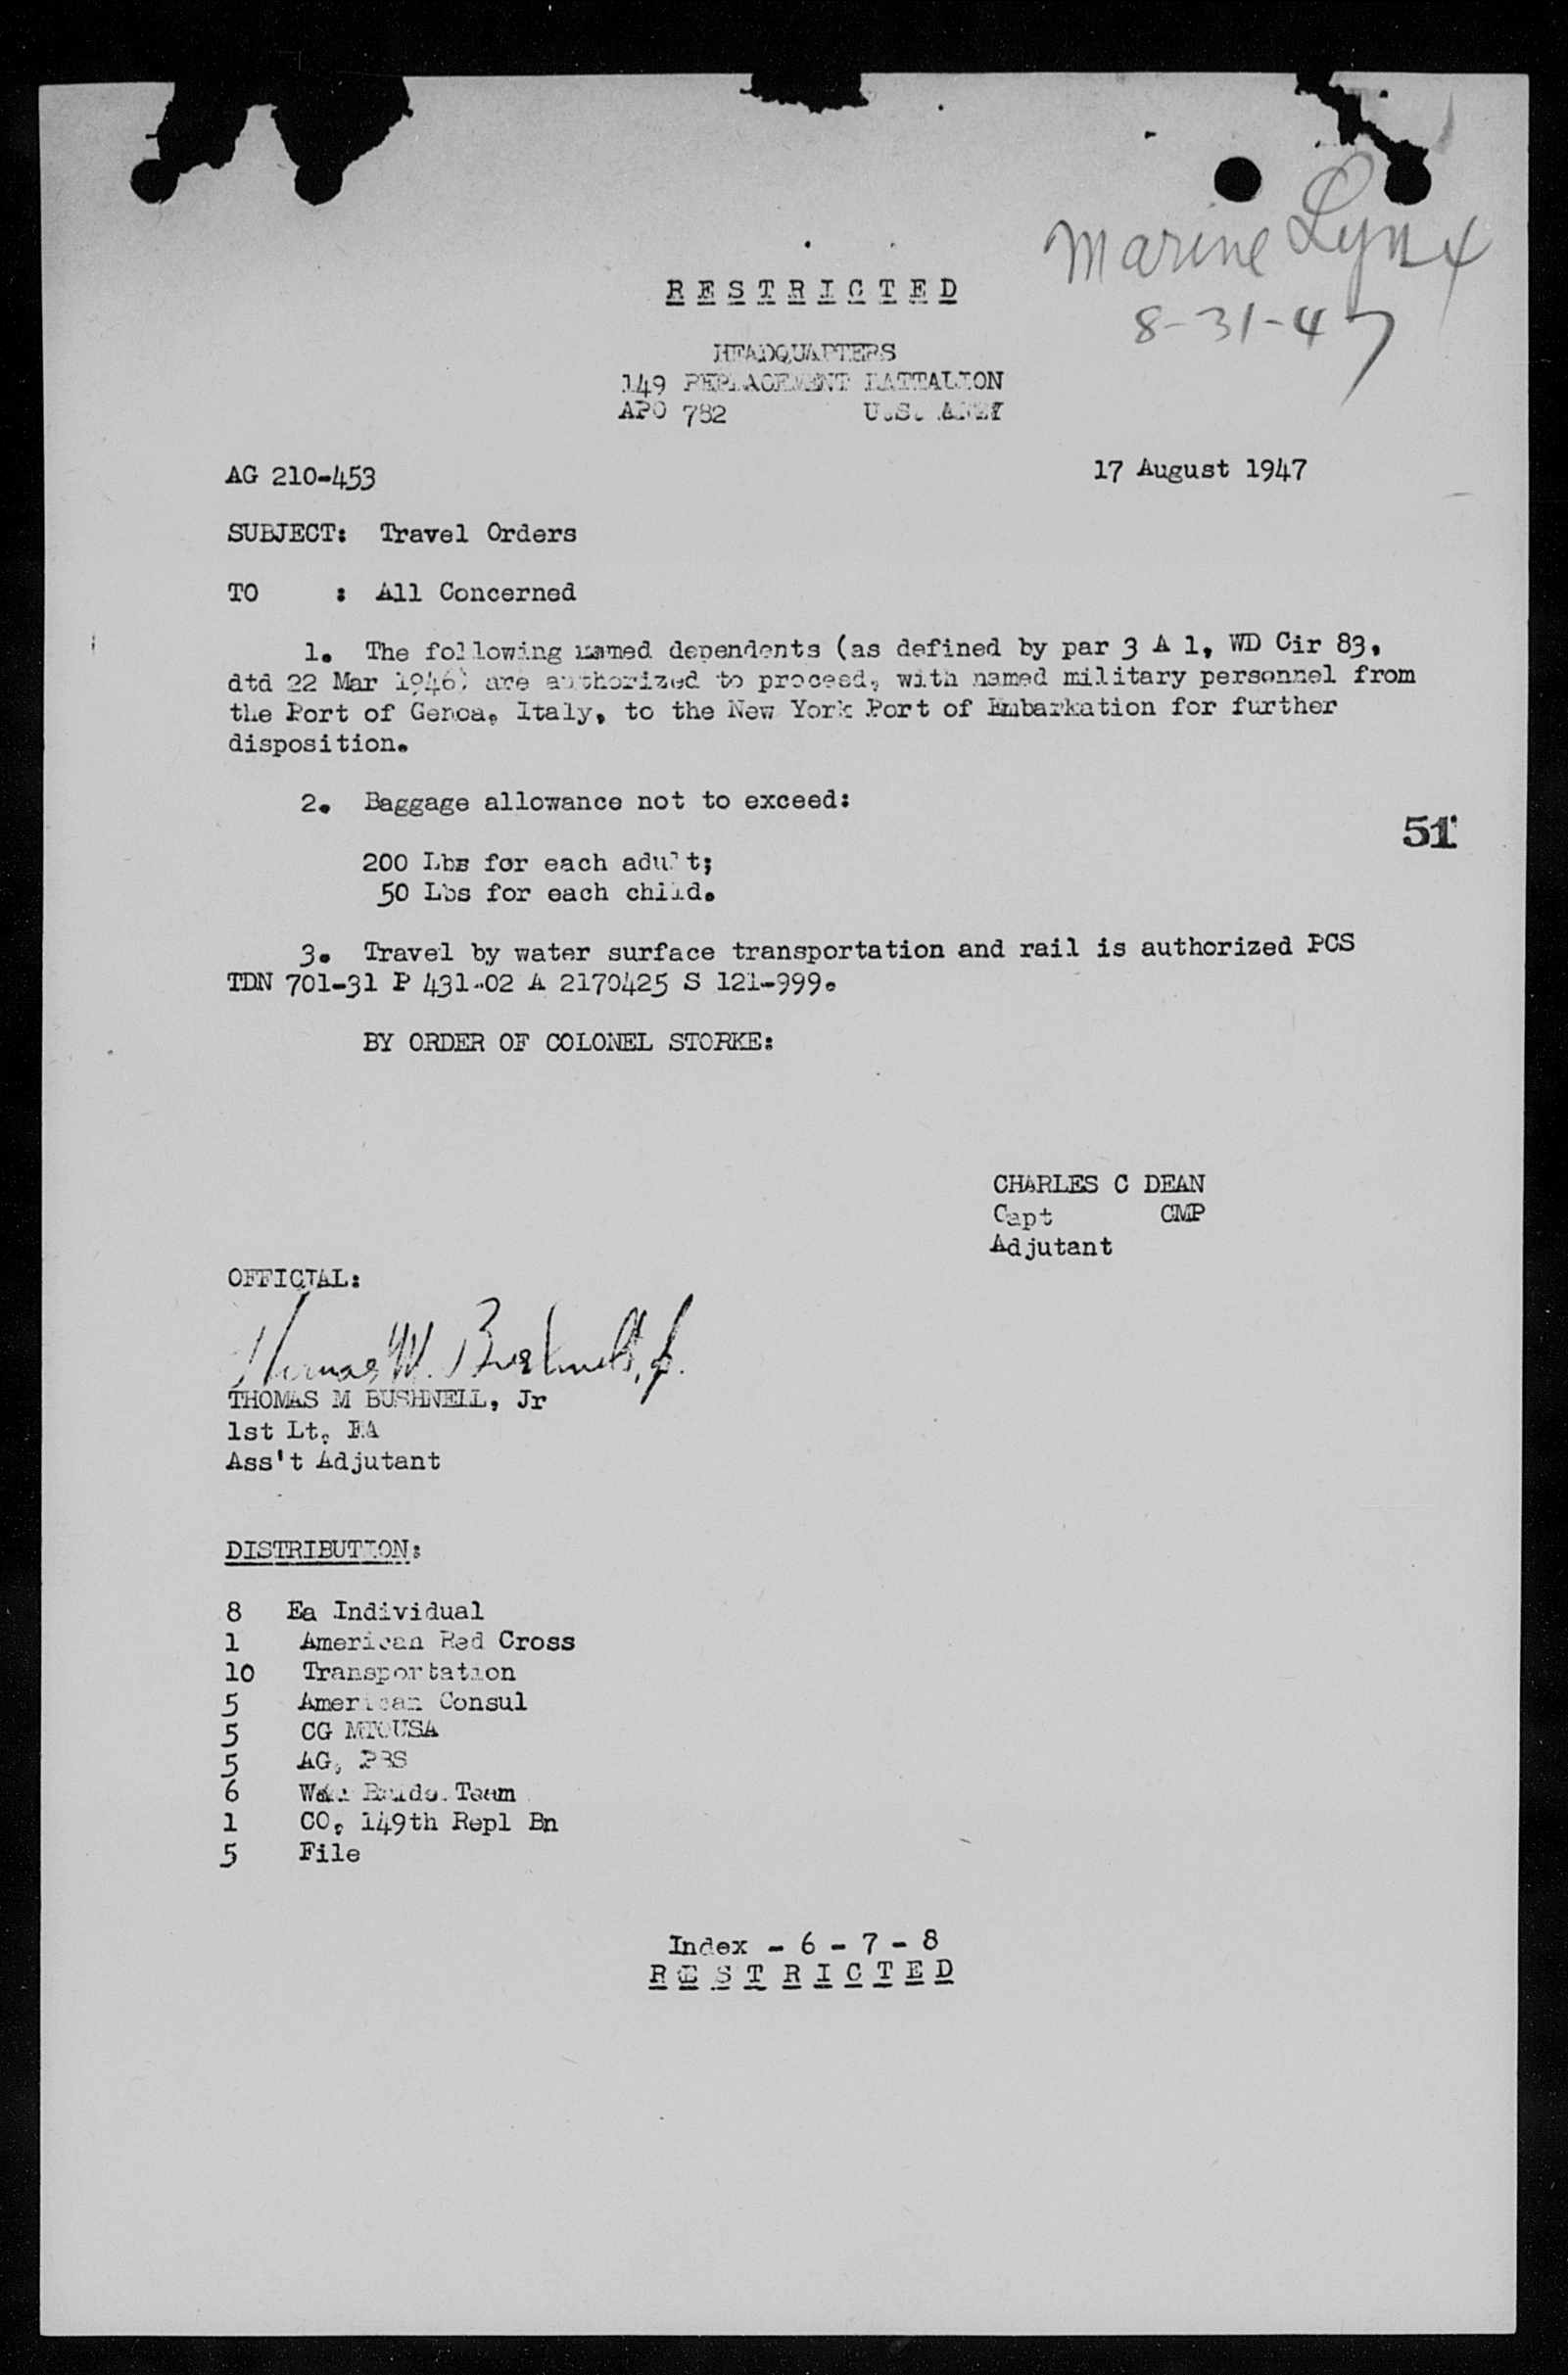 Marine Lynx
8-31-47
RESTRICTED
HEADQUARTERS
149 REPLACEMENT BATTALION
APO 782 U.S. ARMY
AG 210-453 17 August 1947
SUBJECT: Travel Orders
TO : All Concerned
1. The following named dependents (as defined by par 3 A 1, WD Cir 83,
dtd 22 Mar 1946) are authorized to proceed, with named military personnel from
the Port of Genoa, Italy, to the New York Port of Embarkation for further
disposition.
2. Baggage allowance not to exceed:
51
200 Lbs for each adult;
50 Lbs for each child.
3. Travel by water surface transportation and rail is authorized PCS
TDN 701-31 P 431-02 A 2170425 S 121-999.
BY ORDER OF COLONEL STORKE:
CHARLES C DEAN
Capt CMP
Adjutant
OFFICIAL:
Thomas M. Bushnell, Jr.
THOMAS M BUSHNELL, Jr
1st Lt, FA
Ass't Adjutant
DISTRIBUTION:
8 Ea Individual
1 American Red Cross
10 Transportation
5 American Consul
5 CG MTOUSA
5 AG, PBS
6 War Bride Team
1 CO, 149th Repl Bn
5 File
Index - 6 - 7 - 8
RESTRICTED